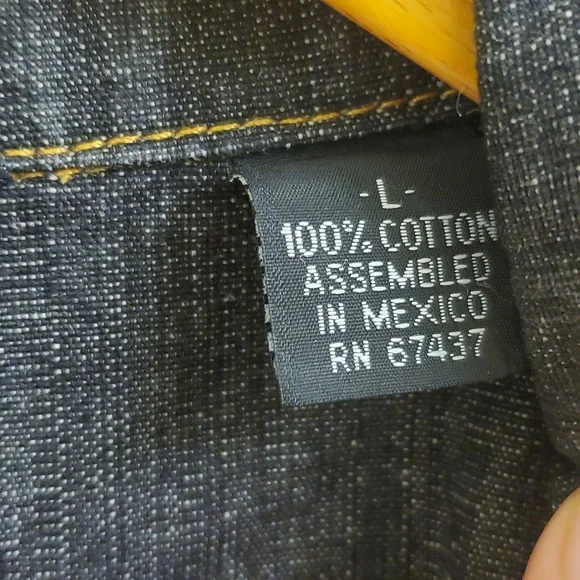 -L-
100% COTTON
ASSEMBLED
IN MEXICO
RN 67437